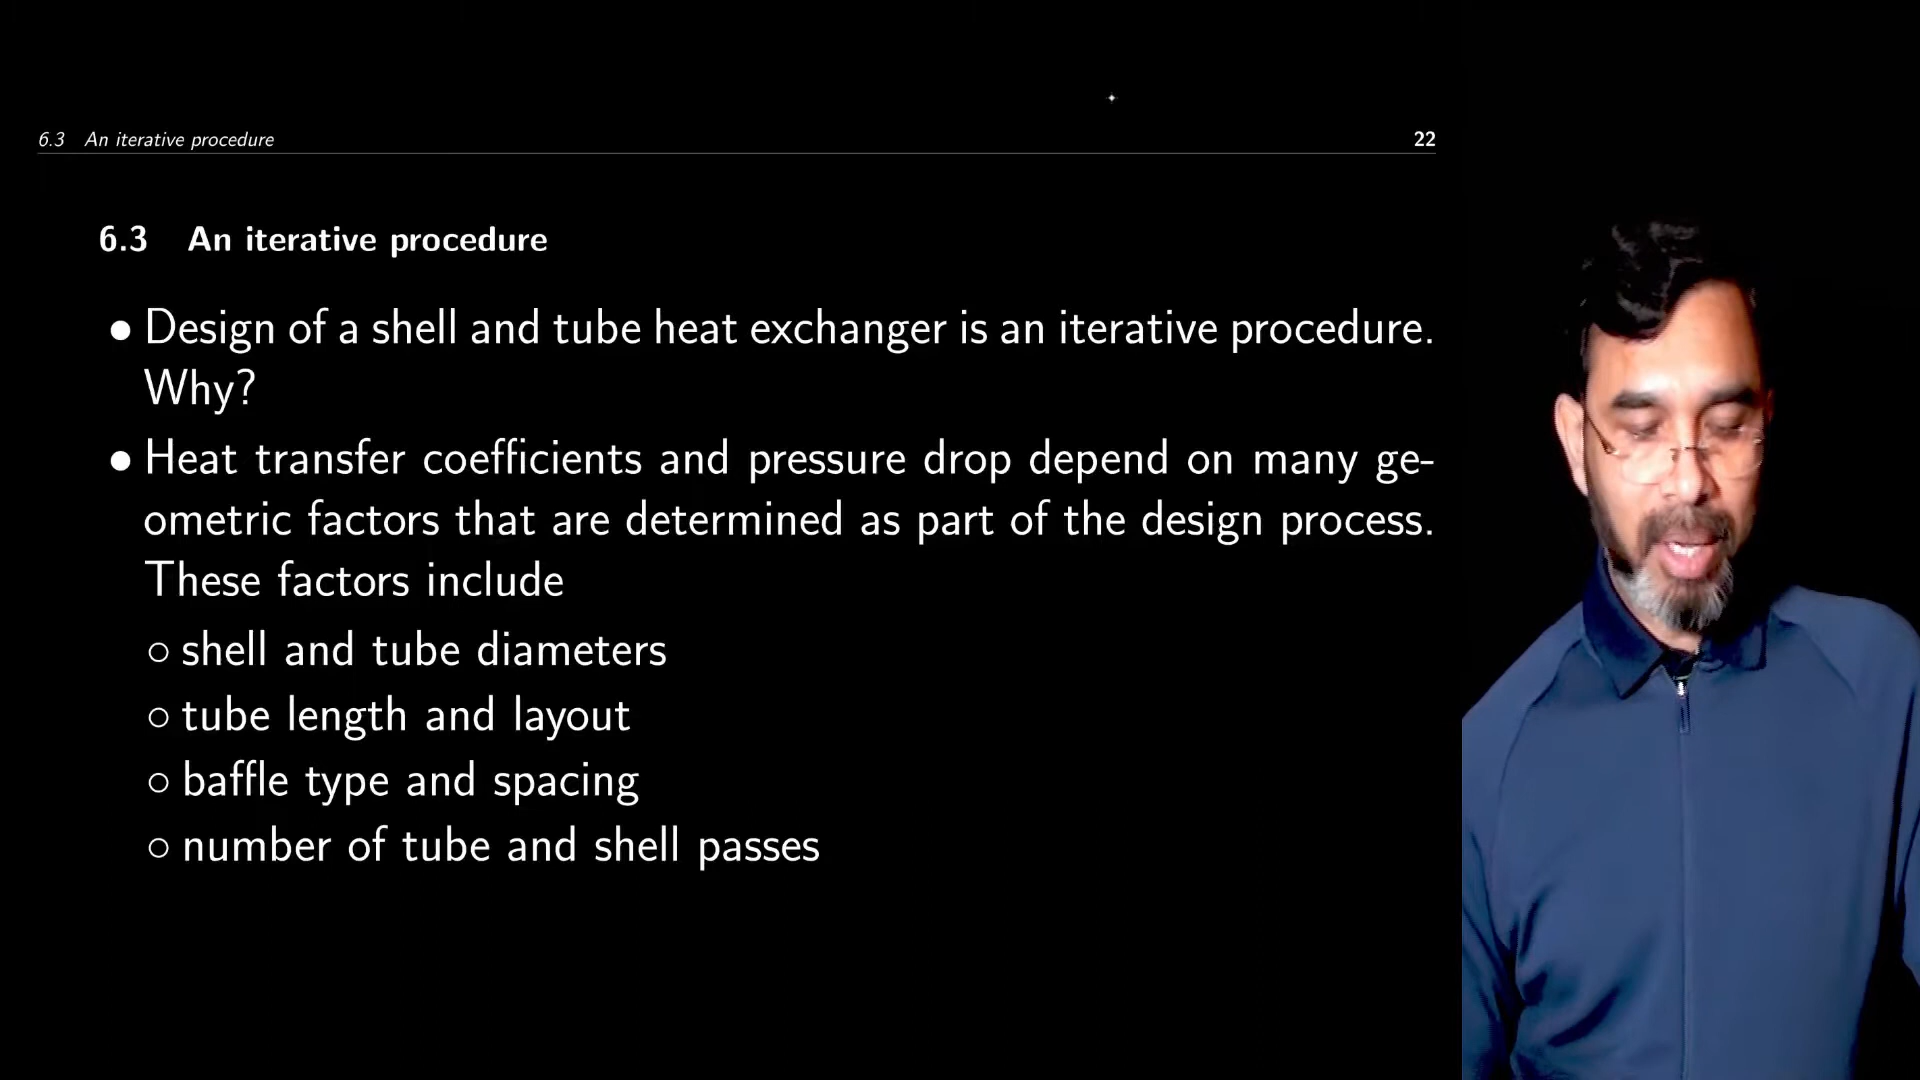 6.3 An iterative procedure 22
6.3 An iterative procedure
● Design of a shell and tube heat exchanger is an iterative procedure.
Why?
● Heat transfer coefficients and pressure drop depend on many ge-
ometric factors that are determined as part of the design process.
These factors include
○ shell and tube diameters
○ tube length and layout
○ baffle type and spacing
○ number of tube and shell passes